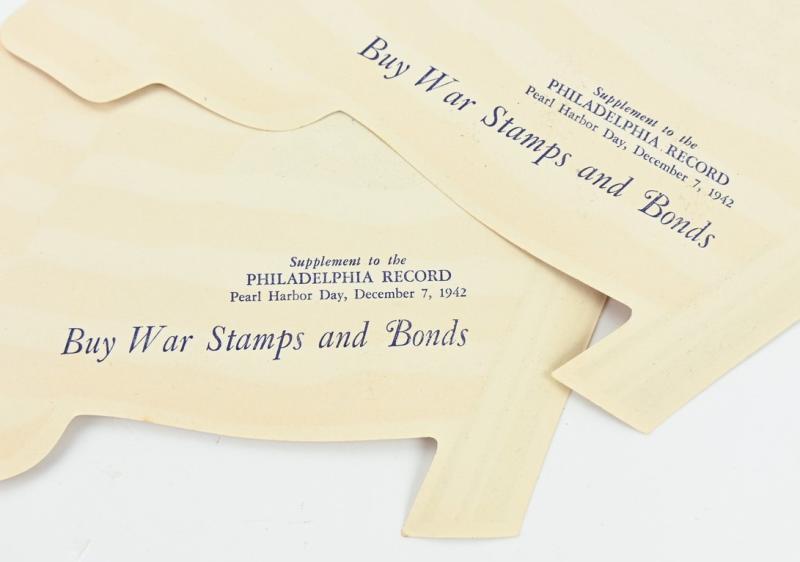 Supplement to the
PHILADELPHIA RECORD
Pearl Harbor Day, December 7, 1942
Buy War Stamps and Bonds
Supplement to the
PHILADELPHIA RECORD
Pearl Harbor Day, December 7, 1942
Buy War Stamps and Bonds